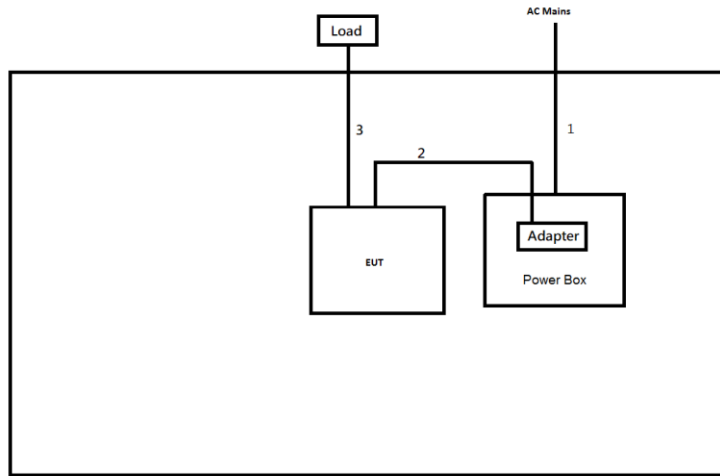 AC Mains
Load
3
1
2
Adapter
EUT
Power Box